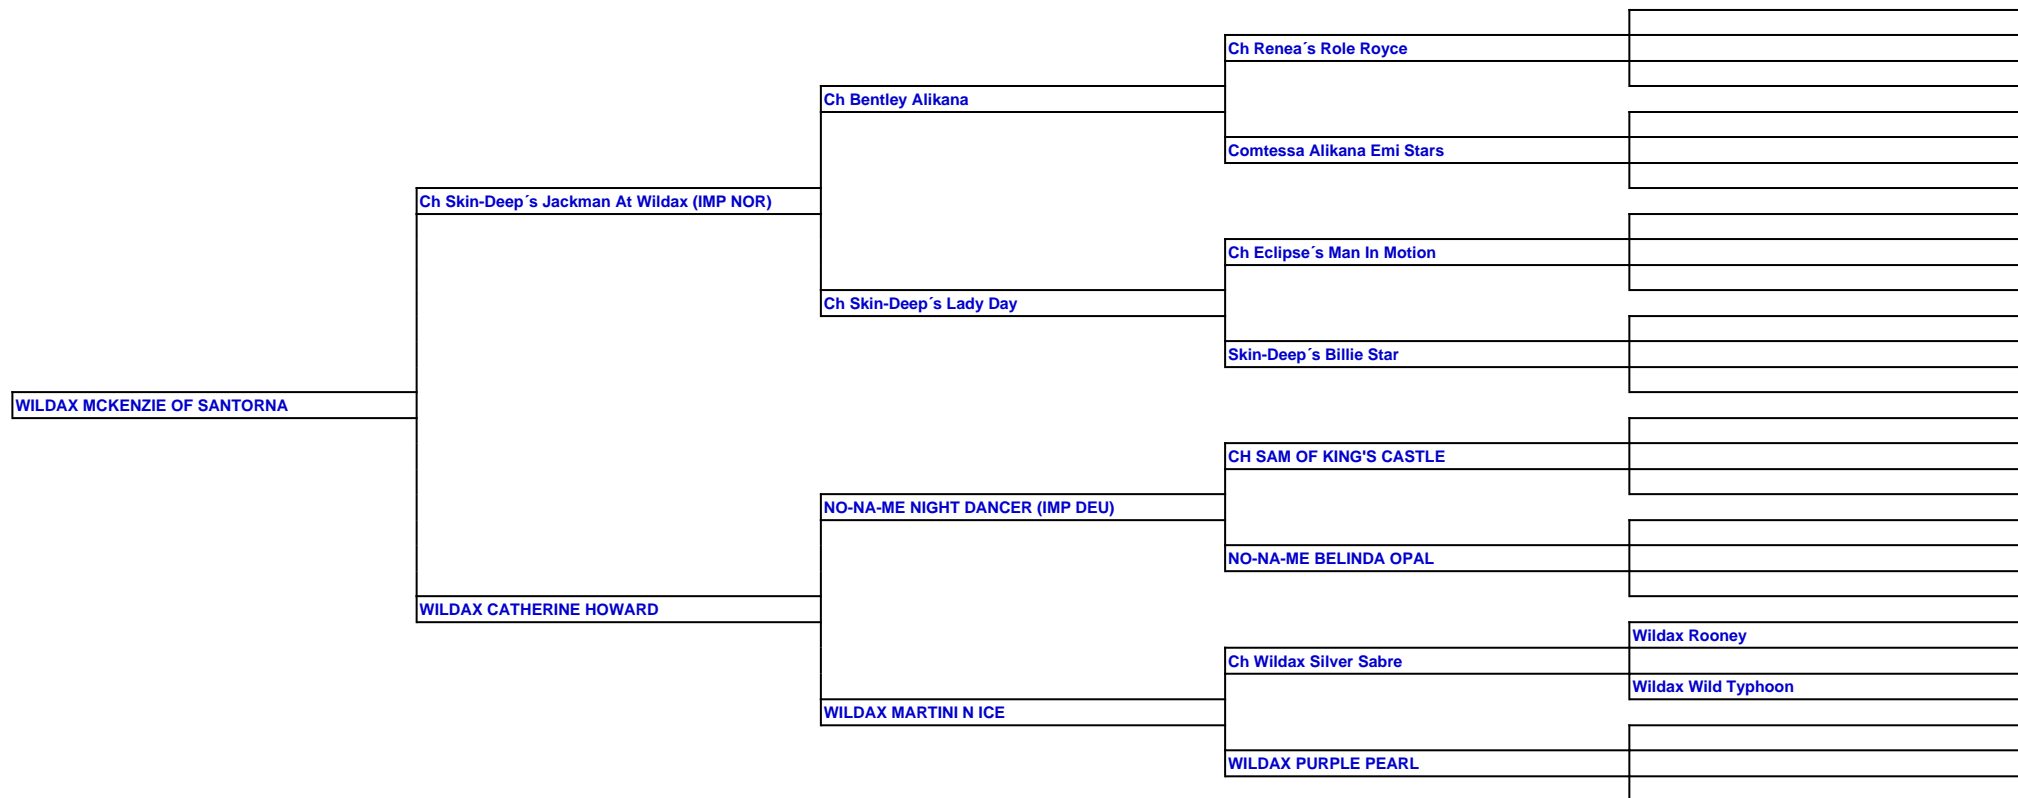 Ch Renea´s Role Royce
Ch Bentley Alikana
Comtessa Alikana Emi Stars
Ch Skin-Deep´s Jackman At Wildax (IMP NOR)
Ch Eclipse´s Man In Motion
Ch Skin-Deep´s Lady Day
Skin-Deep´s Billie Star
WILDAX MCKENZIE OF SANTORNA
CH SAM OF KING'S CASTLE
NO-NA-ME NIGHT DANCER (IMP DEU)
NO-NA-ME BELINDA OPAL
WILDAX CATHERINE HOWARD
Wildax Rooney
Ch Wildax Silver Sabre
Wildax Wild Typhoon
WILDAX MARTINI N ICE
WILDAX PURPLE PEARL